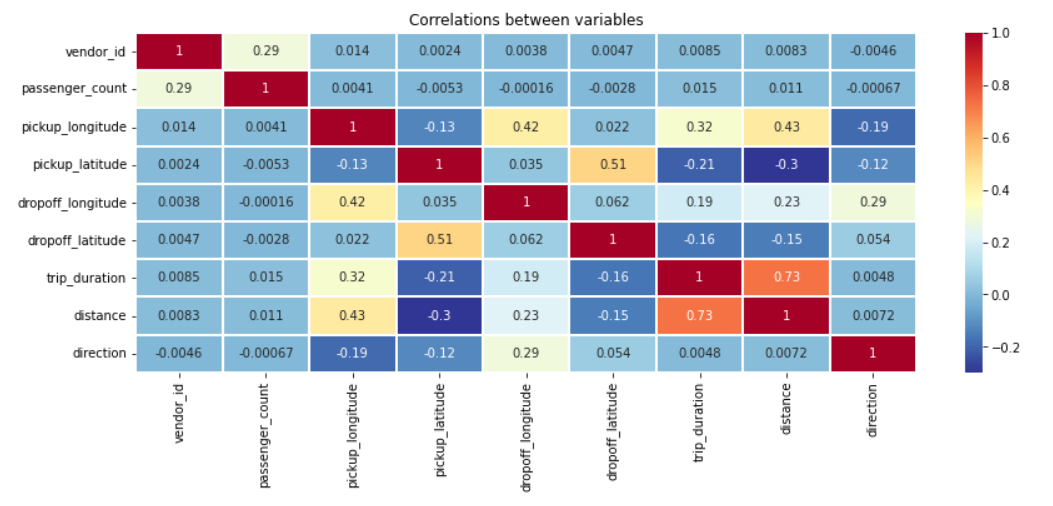 Correlations between variables
vendor_id 1 0.29 0.014 0.0024 0.0038 0.0047 0.0085 0.0083 -0.0046
passenger_count 0.29 1 0.0041 -0.0053 -0.00016 -0.0028 0.015 0.011 -0.00067
pickup_longitude 0.014 0.0041 1 -0.13 0.42 0.022 0.32 0.43 -0.19
pickup_latitude 0.0024 -0.0053 -0.13 1 0.035 0.51 -0.21 -0.3 -0.12
dropoff_longitude 0.0038 -0.00016 0.42 0.035 1 0.062 0.19 0.23 0.29
dropoff_latitude 0.0047 -0.0028 0.022 0.51 0.062 1 -0.16 -0.15 0.054
trip_duration 0.0085 0.015 0.32 -0.21 0.19 -0.16 1 0.73 0.0048
distance 0.0083 0.011 0.43 -0.3 0.23 -0.15 0.73 1 0.0072
direction -0.0046 -0.00067 -0.19 -0.12 0.29 0.054 0.0048 0.0072 1
vendor_id
passenger_count
pickup_longitude
pickup_latitude
dropoff_longitude
dropoff_latitude
trip_duration
distance
direction
1.0
0.8
0.6
0.4
0.2
0.0
−0.2